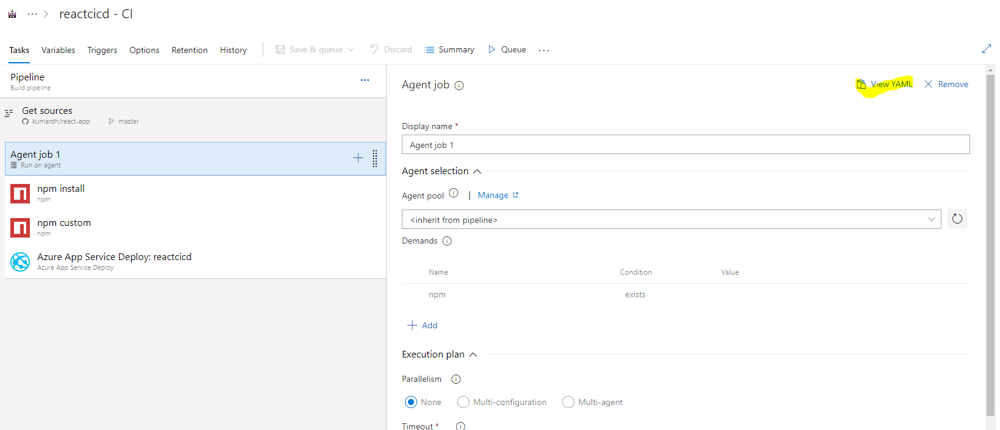 ··· > reactcicd - CI
Tasks Variables Triggers Options Retention History Save & queue Discard Summary Queue ···
Pipeline ···
Build pipeline
Get sources
kumardh/react-app master
Agent job 1
Run on agent
npm install
npm
npm custom
npm
Azure App Service Deploy: reactcicd
Azure App Service Deploy
Agent job View YAML Remove
Display name *
Agent job 1
Agent selection
Agent pool | Manage
<inherit from pipeline>
Demands
Name Condition Value
npm exists
Add
Execution plan
Parallelism
None Multi-configuration Multi-agent
Timeout *